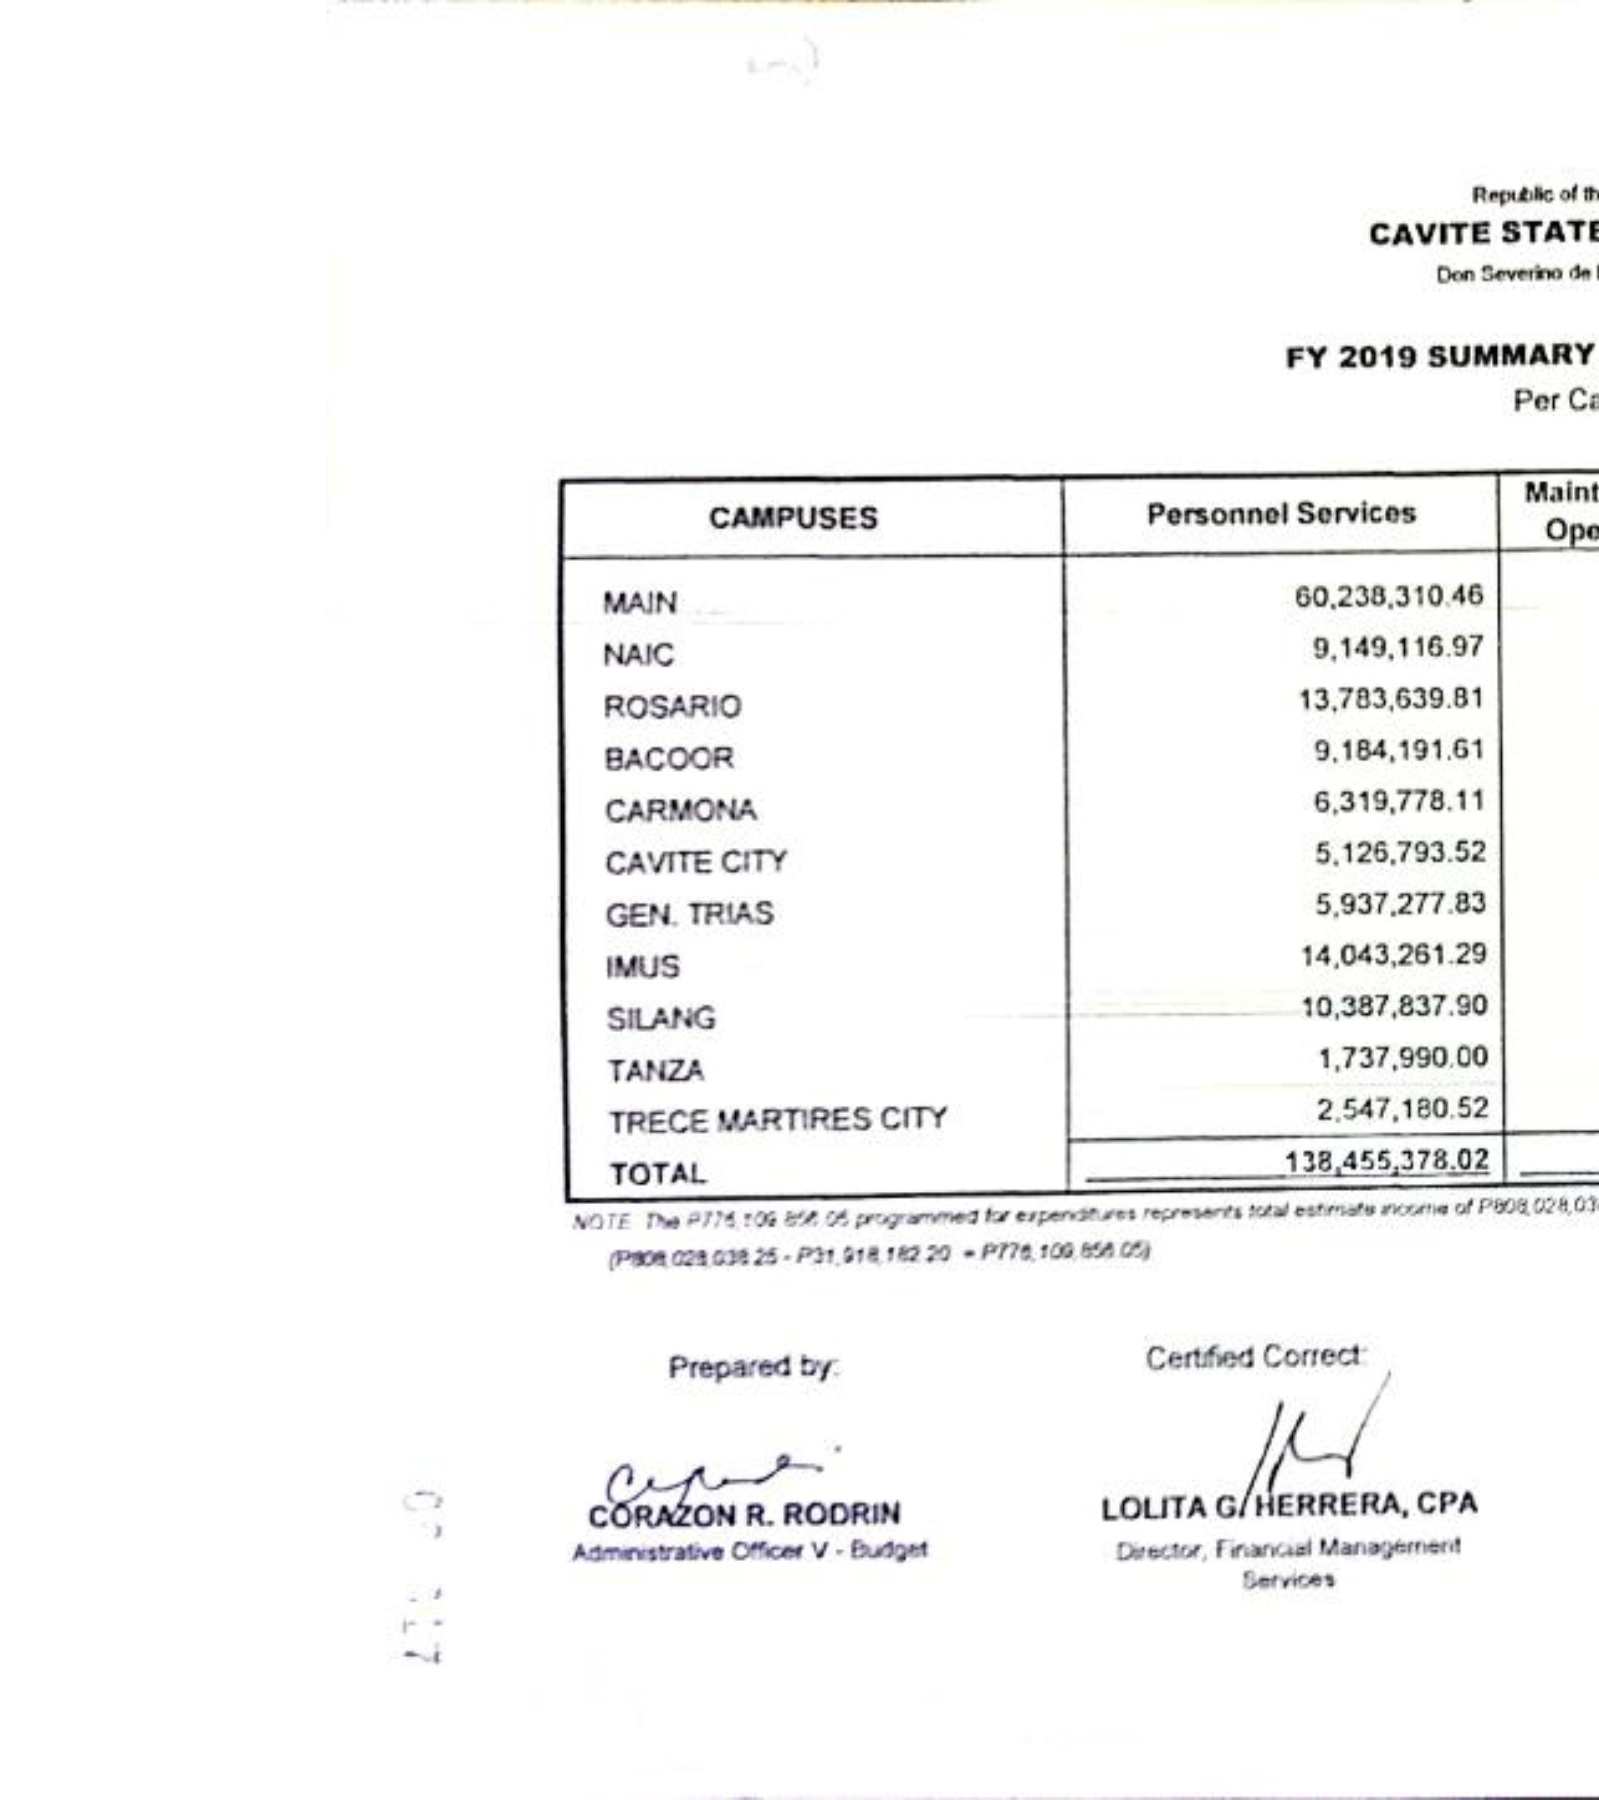 Republic of th
CAVITE STATE
Don Severino de
FY 2019 SUMMARY
Per Ca
CAMPUSES Personnel Services Maint
Ope
MAIN 60,238,310.46
NAIC 9,149,116.97
ROSARIO 13,783,639.81
BACOOR 9,184,191.61
CARMONA 6,319,778.11
CAVITE CITY 5,126,793.52
GEN. TRIAS 5,937,277.83
IMUS 14,043,261.29
SILANG 10,387,837.90
TANZA 1,737,990.00
TRECE MARTIRES CITY 2,547,180.52
TOTAL 138,455,378.02
NOTE: The P776,109,856.05 programmed for expenditures represents total estimate income of P808,028,03
(P808,028,038.25 - P31,918,182.20 = P776,109,856.05)
Prepared by: Certified Correct:
CORAZON R. RODRIN LOLITA G. HERRERA, CPA
Administrative Officer V - Budget Director, Financial Management
Services